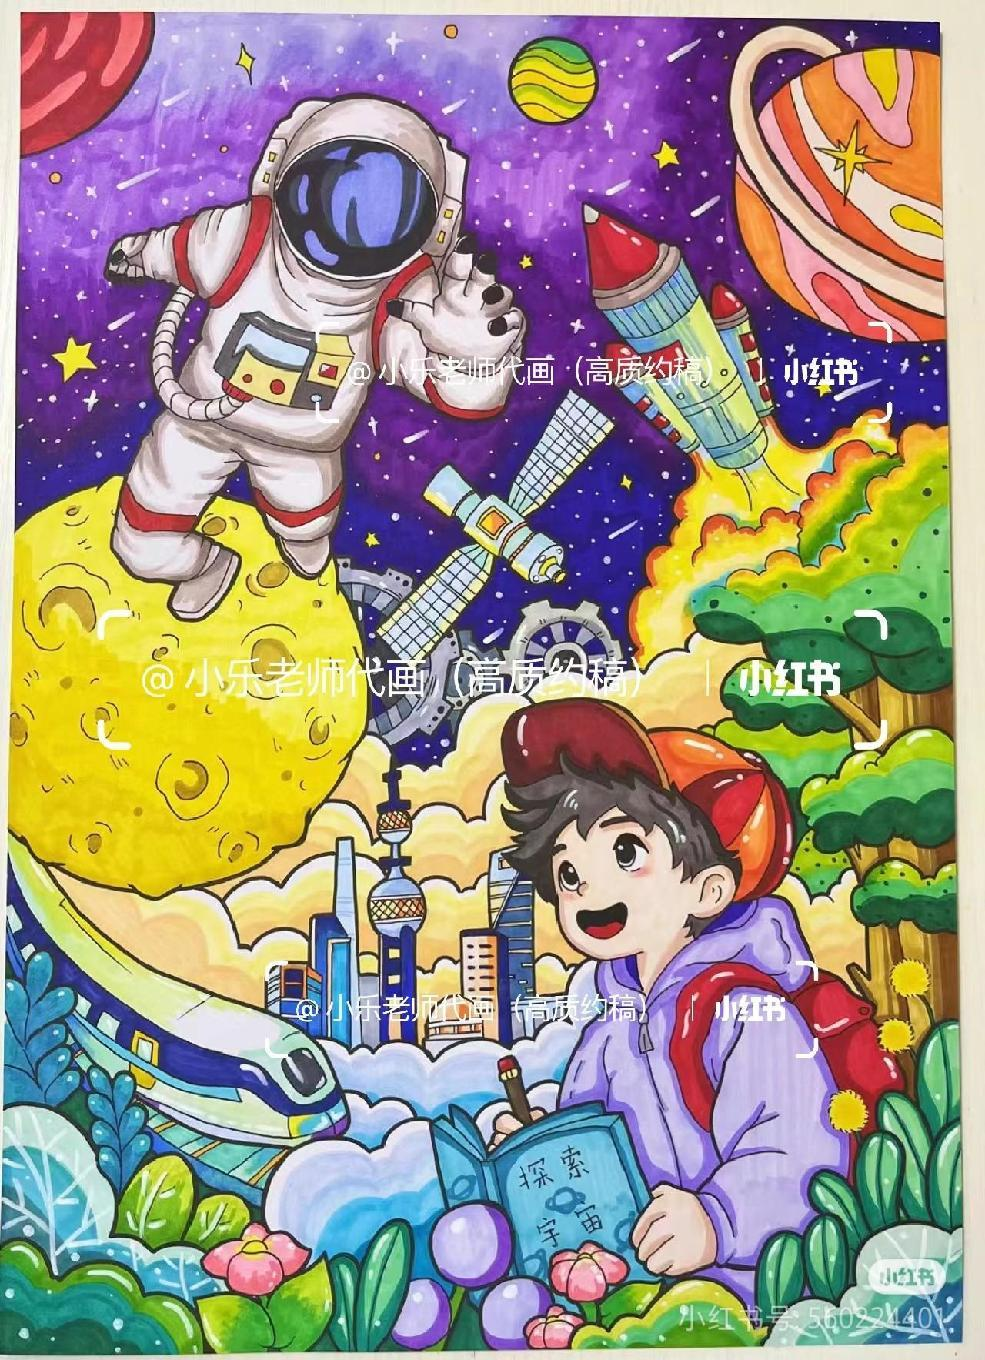 @小乐老师代画（高质约稿） | 小红书
@小乐老师代画（高质约稿） | 小红书
@小乐老师代画（高质约稿） | 小红书
探索
宇宙
小红书
小红书号: 560224401